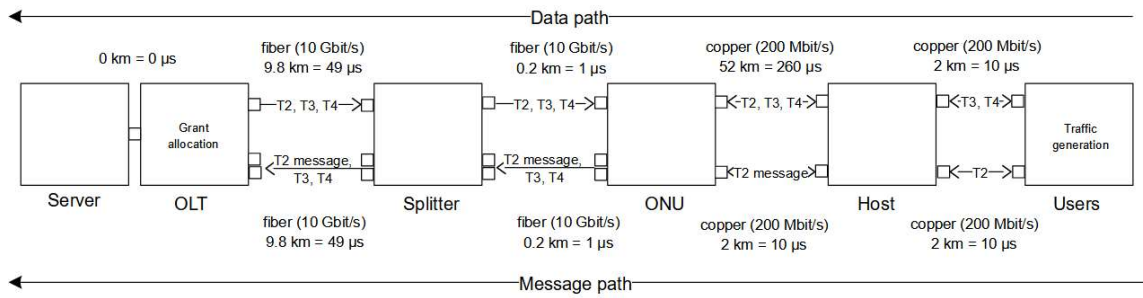 Data path
0 km = 0 µs
fiber (10 Gbit/s)
9.8 km = 49 µs
fiber (10 Gbit/s)
0.2 km = 1 µs
copper (200 Mbit/s)
52 km = 260 µs
copper (200 Mbit/s)
2 km = 10 µs
T2, T3, T4
T2, T3, T4
T2, T3, T4
T3, T4
Grant
allocation
Traffic
generation
T2 message,
T3, T4
T2 message,
T3, T4
T2 message
T2
Server
OLT
Splitter
ONU
Host
Users
fiber (10 Gbit/s)
9.8 km = 49 µs
fiber (10 Gbit/s)
0.2 km = 1 µs
copper (200 Mbit/s)
2 km = 10 µs
copper (200 Mbit/s)
2 km = 10 µs
Message path